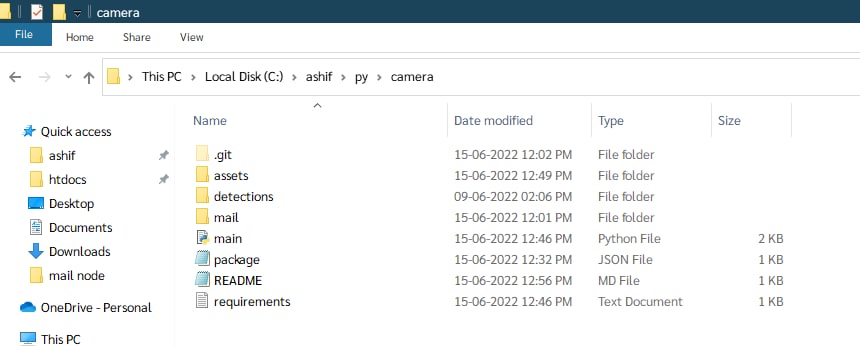 camera
File Home Share View
This PC Local Disk (C:) ashif py camera
Name Date modified Type Size
Quick access
ashif
htdocs
Desktop
Documents
Downloads
mail node
OneDrive - Personal
This PC
.git 15-06-2022 12:02 PM File folder
assets 15-06-2022 12:49 PM File folder
detections 09-06-2022 02:06 PM File folder
mail 15-06-2022 12:01 PM File folder
main 15-06-2022 12:46 PM Python File 2 KB
package 15-06-2022 12:32 PM JSON File 1 KB
README 15-06-2022 12:56 PM MD File 1 KB
requirements 15-06-2022 12:46 PM Text Document 1 KB